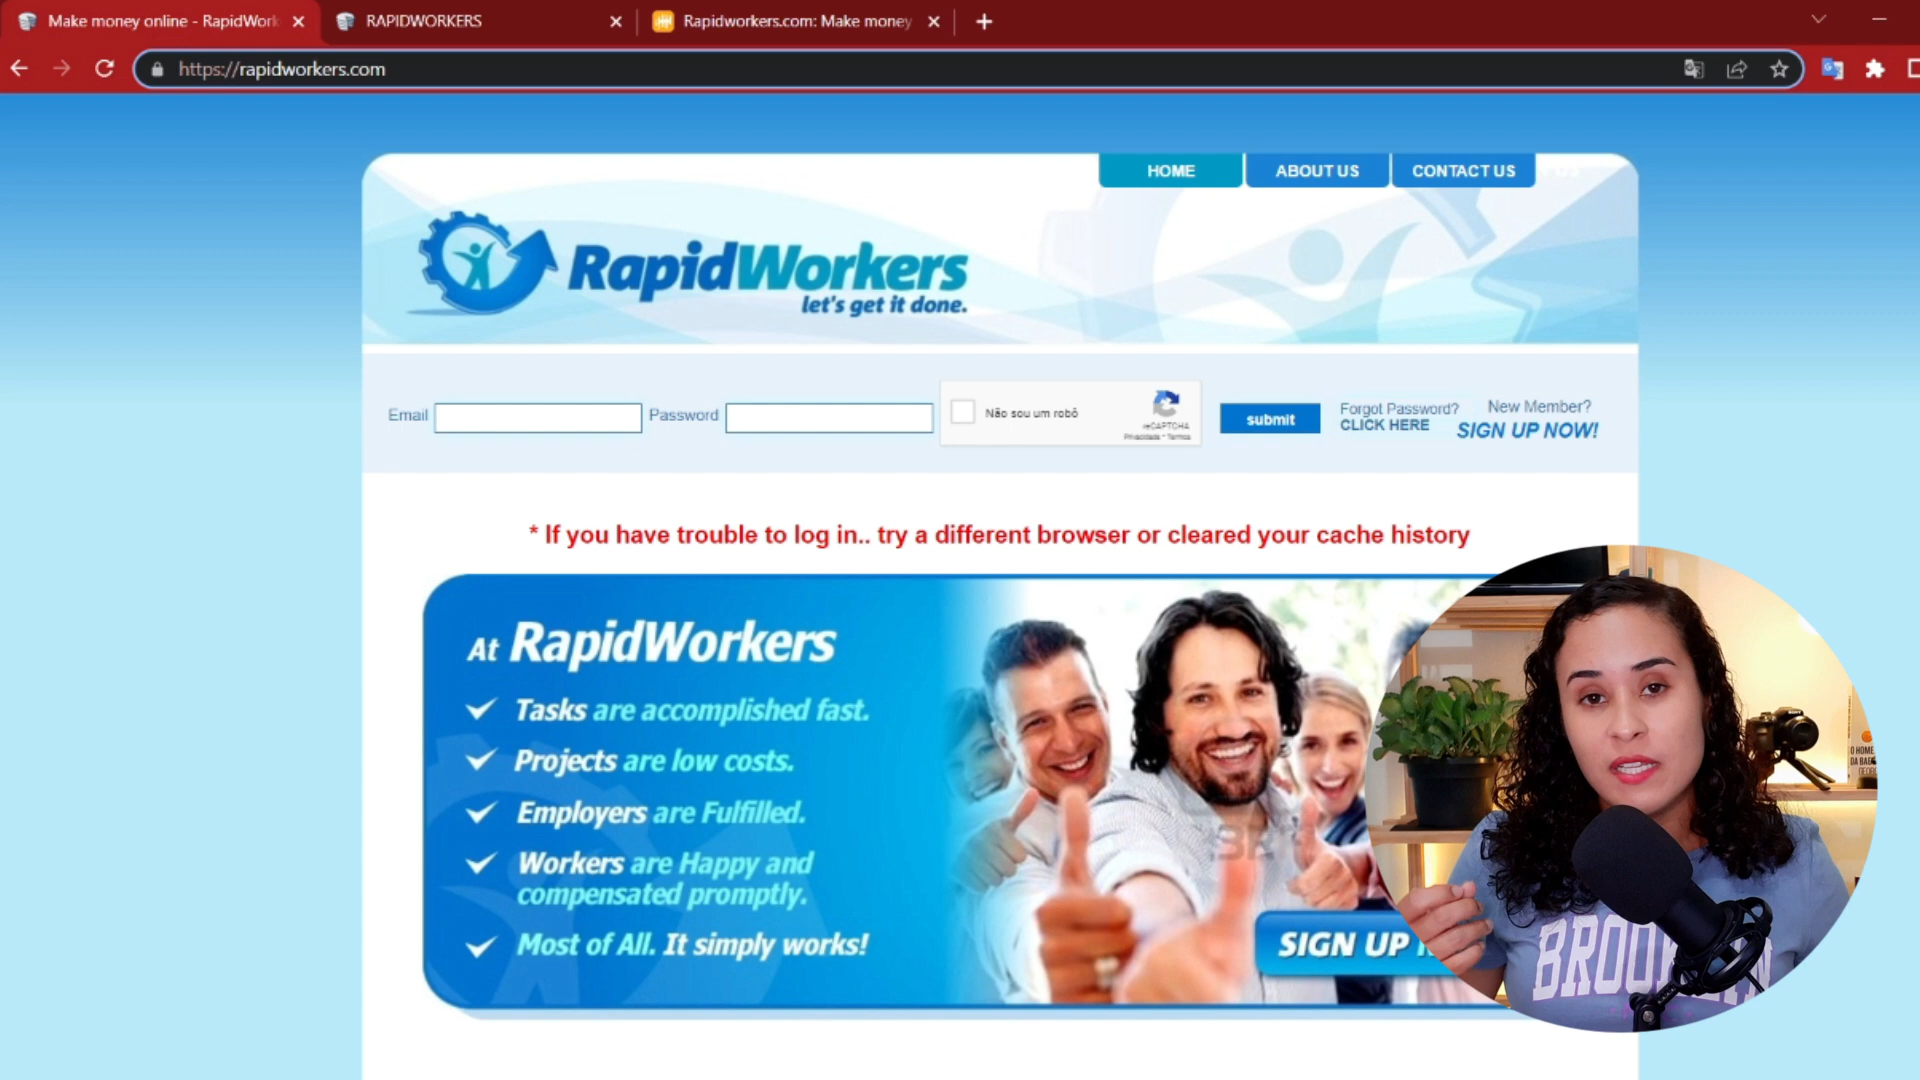 Make money online - RapidWork
RAPIDWORKERS
Rapidworkers.com: Make money
https://rapidworkers.com
HOME
ABOUT US
CONTACT US
RapidWorkers
let's get it done.
Email
Password
Não sou um robô
reCAPTCHA
Privacidade • Termos
submit
Forgot Password?
CLICK HERE
New Member?
SIGN UP NOW!
* If you have trouble to log in.. try a different browser or cleared your cache history
At RapidWorkers
Tasks are accomplished fast.
Projects are low costs.
Employers are Fulfilled.
Workers are Happy and
compensated promptly.
Most of All. It simply works!
SIGN UP
O HOME